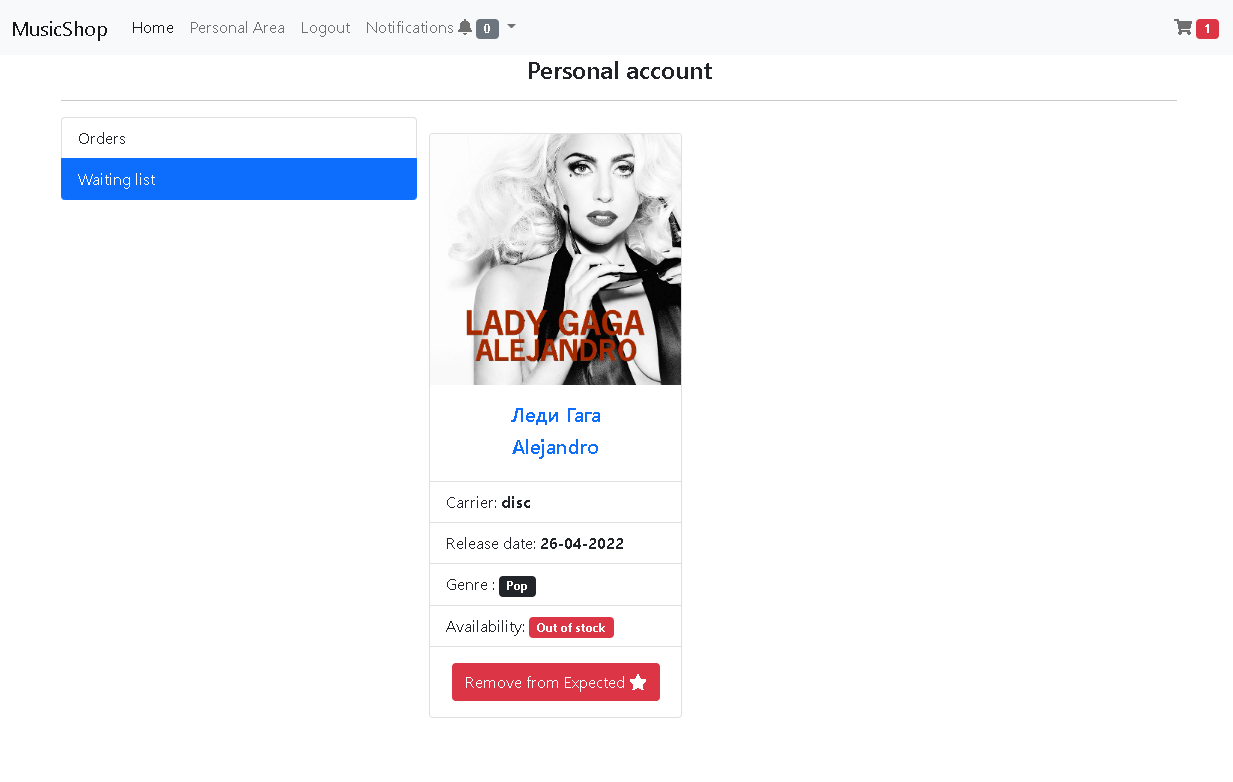 MusicShop Home Personal Area Logout Notifications 0 1
Personal account
Orders
Waiting list
LADY GAGA
ALEJANDRO
Леди Гага
Alejandro
Carrier: disc
Release date: 26-04-2022
Genre : Pop
Availability: Out of stock
Remove from Expected